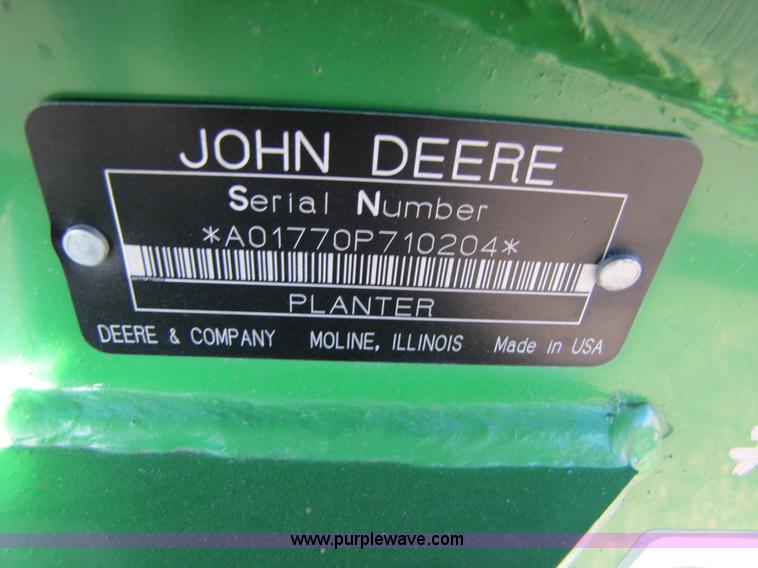 JOHN DEERE
Serial Number
*A01770P710204*
PLANTER
DEERE & COMPANY MOLINE, ILLINOIS Made in USA
www.purplewave.com